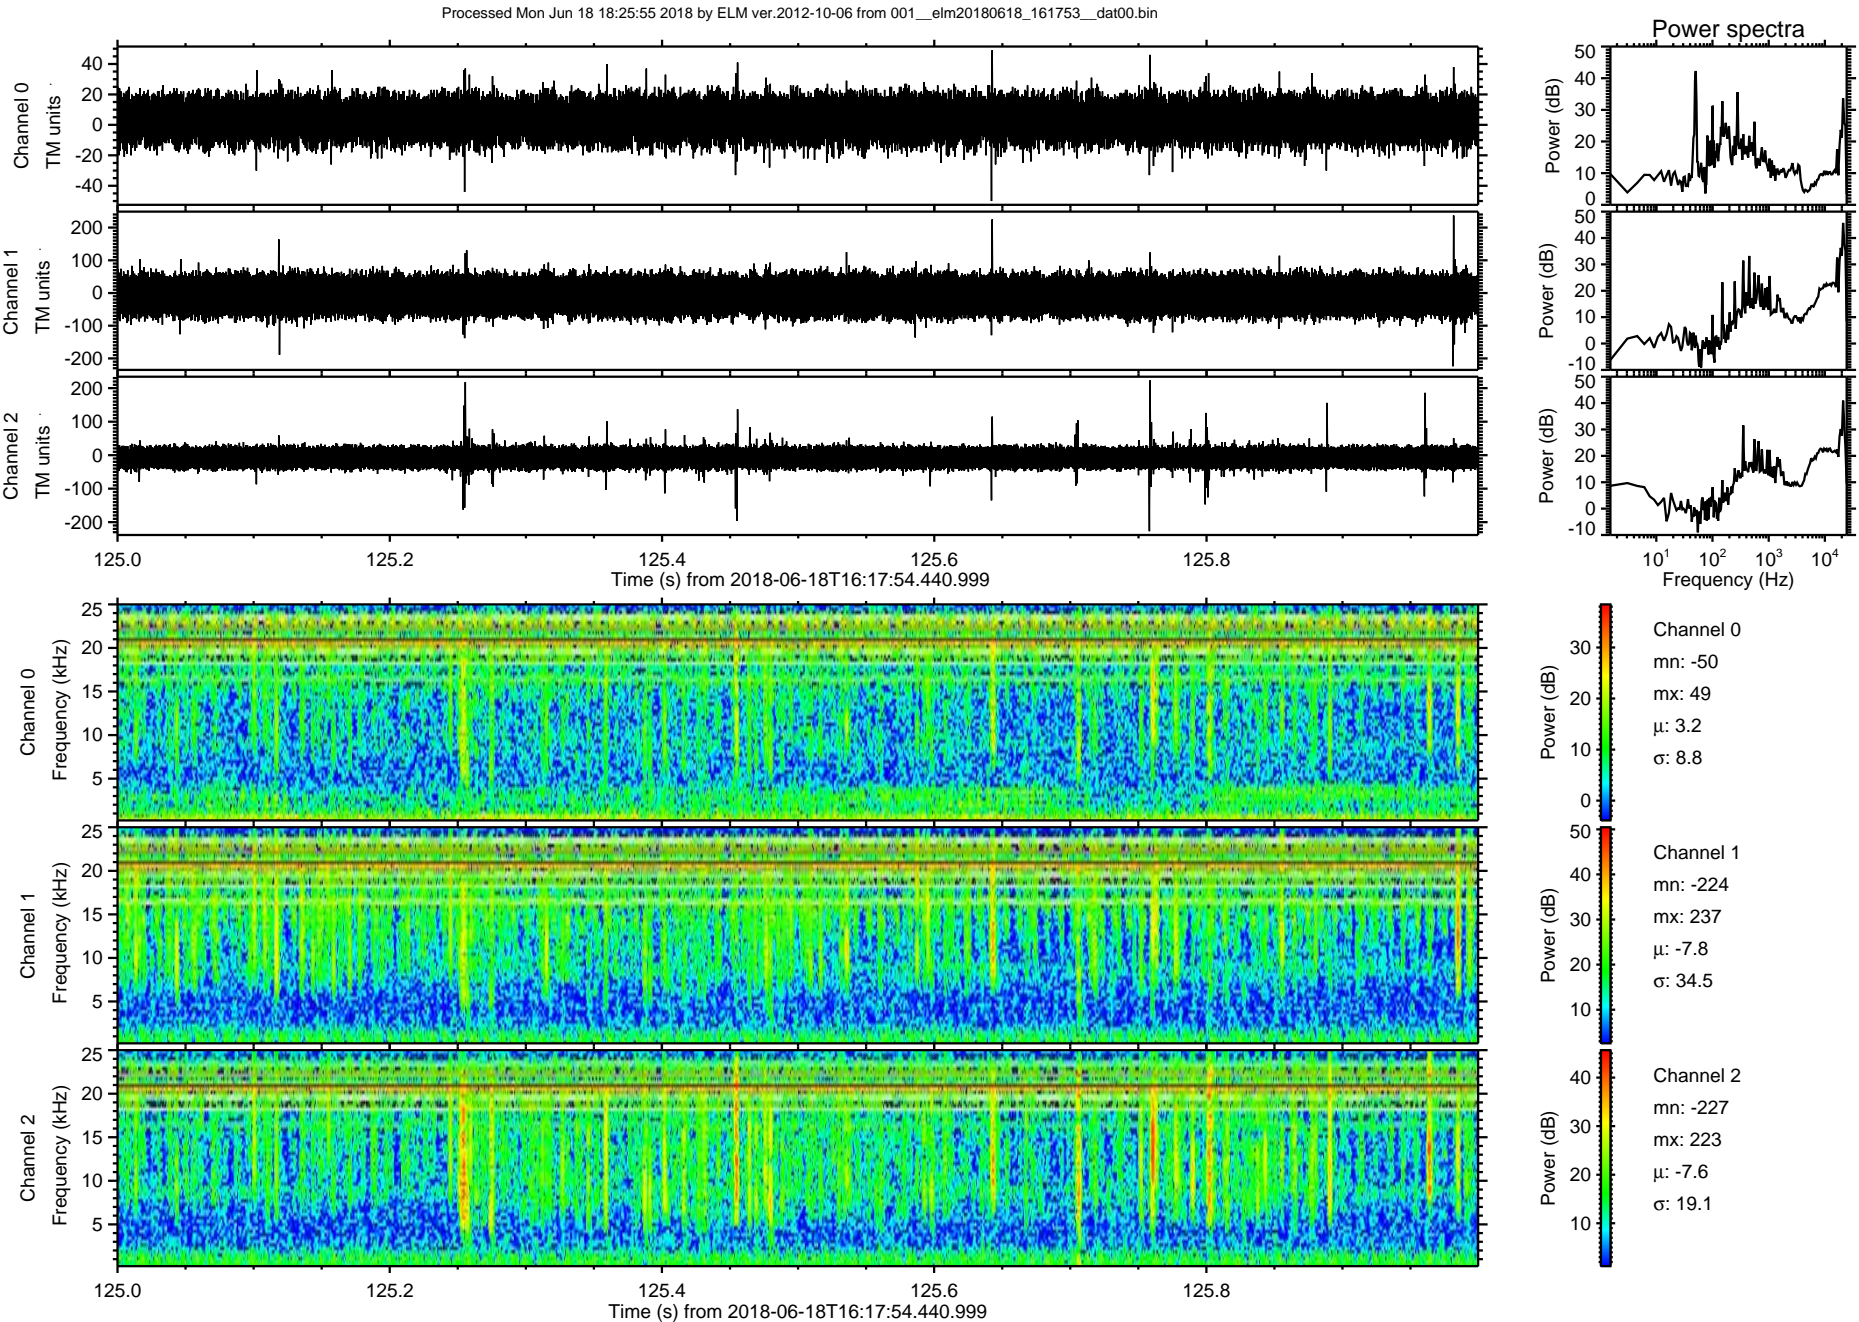 Processed Mon Jun 18 18:25:55 2018 by ELM ver.2012-10-06 from 001__elm20180618_161753__dat00.bin
Power spectra
Channel 0
TM units
40
20
0
-20
-40
Power (dB)
50
40
30
20
10
0
Channel 1
TM units
200
100
0
-100
-200
Power (dB)
50
40
30
20
10
0
-10
Channel 2
TM units
200
100
0
-100
-200
Power (dB)
50
40
30
20
10
0
-10
125.0 125.2 125.4 125.6 125.8
Time (s) from 2018-06-18T16:17:54.440.999
10¹ 10² 10³ 10⁴
Frequency (Hz)
Channel 0
Frequency (kHz)
25
20
15
10
5
Power (dB)
30
20
10
0
Channel 0
mn: -50
mx: 49
μ: 3.2
σ: 8.8
Channel 1
Frequency (kHz)
25
20
15
10
5
Power (dB)
50
40
30
20
10
Channel 1
mn: -224
mx: 237
μ: -7.8
σ: 34.5
Channel 2
Frequency (kHz)
25
20
15
10
5
Power (dB)
40
30
20
10
Channel 2
mn: -227
mx: 223
μ: -7.6
σ: 19.1
125.0 125.2 125.4 125.6 125.8
Time (s) from 2018-06-18T16:17:54.440.999